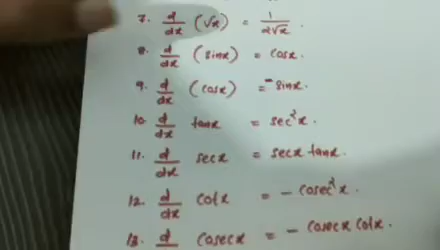 7. d/dx (√x) = 1/2√x
8. d/dx (sinx) = cosx.
9. d/dx (cosx) = -sinx.
10. d/dx tanx = sec²x.
11. d/dx secx = secx tanx.
12. d/dx cotx = - cosec²x.
13. d cosecx = - cosecx cotx.